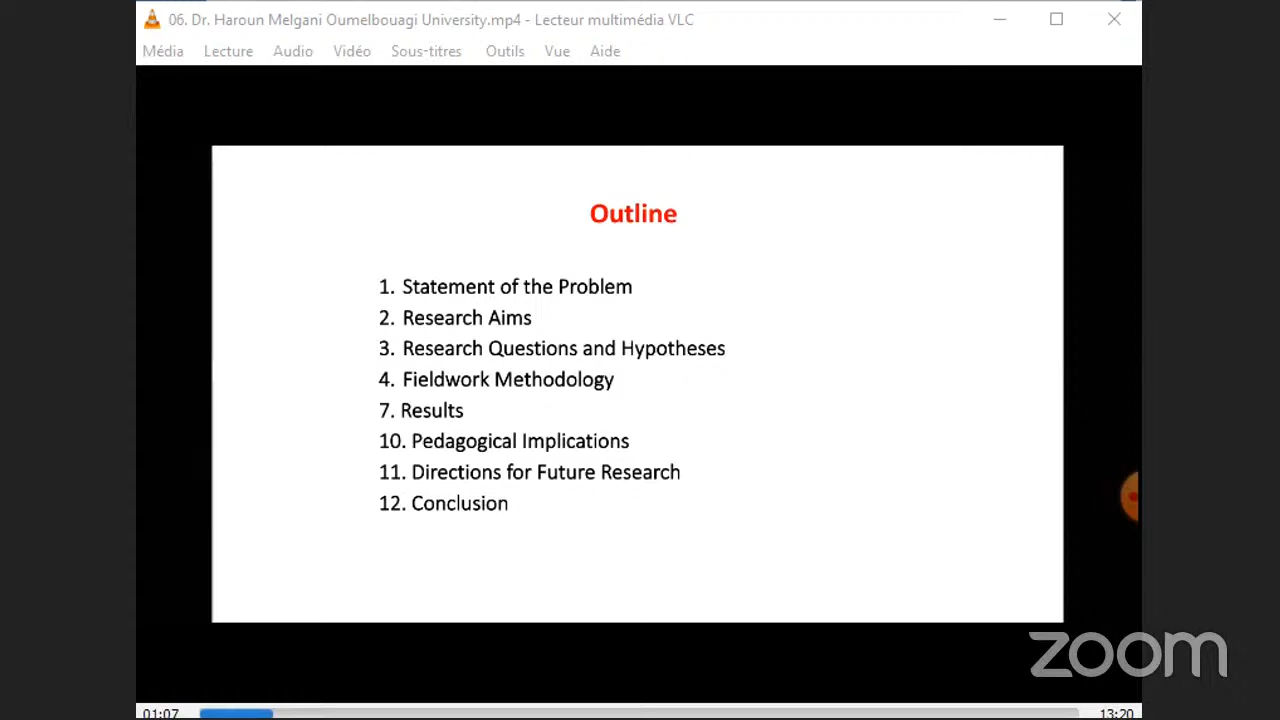 06. Dr. Haroun Melgani Oumelbouagi University.mp4 - Lecteur multimédia VLC
Média Lecture Audio Vidéo Sous-titres Outils Vue Aide
Outline
1. Statement of the Problem
2. Research Aims
3. Research Questions and Hypotheses
4. Fieldwork Methodology
7. Results
10. Pedagogical Implications
11. Directions for Future Research
12. Conclusion
zoom
01:07 13:20